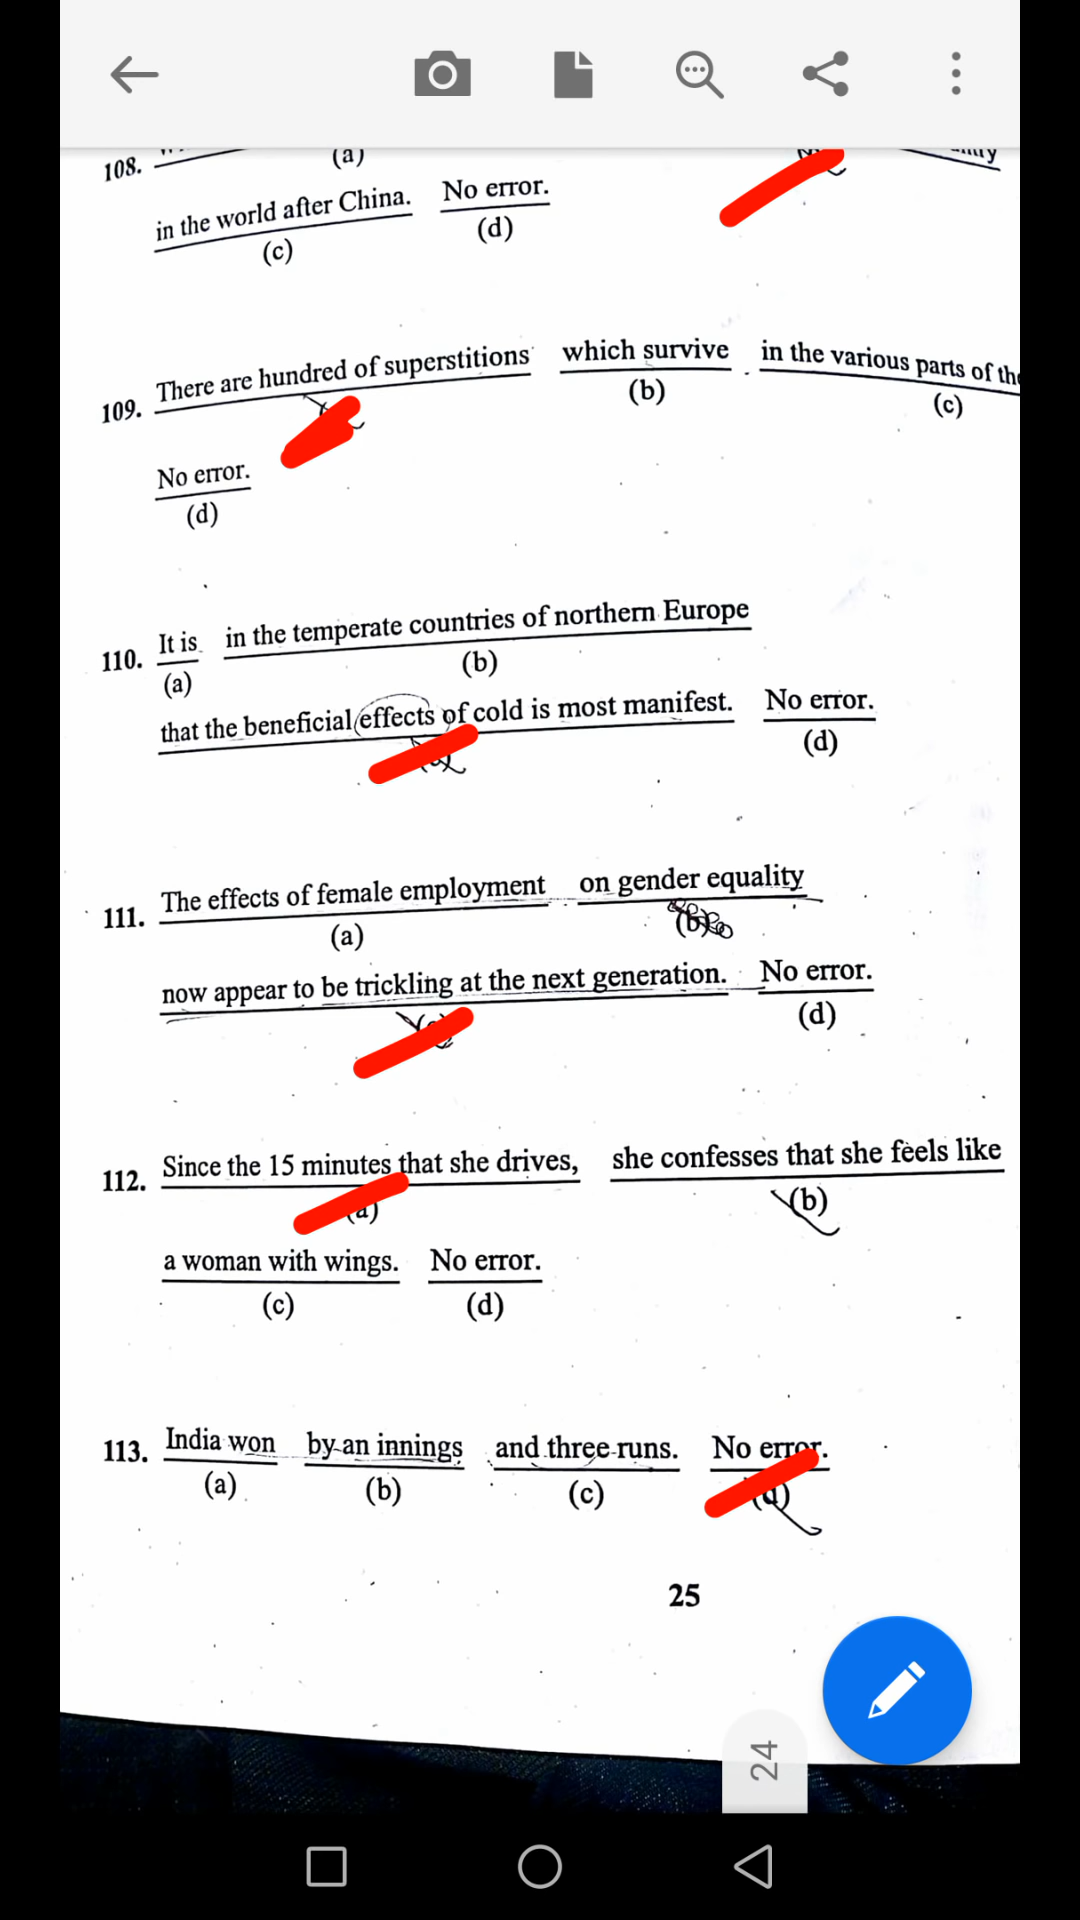 108.
(a)
in the world after China. No error.
(c) (d)
109. There are hundred of superstitions which survive in the various parts of the
(b) (c)
No error.
(d)
110. It is in the temperate countries of northern Europe
(a) (b)
that the beneficial effects of cold is most manifest. No error.
(d)
111. The effects of female employment on gender equality
(a) (b)
now appear to be trickling at the next generation. No error.
(c) (d)
112. Since the 15 minutes that she drives, she confesses that she feels like
(a) (b)
a woman with wings. No error.
(c) (d)
113. India won by an innings and three runs. No error.
(a) (b) (c) (d)
25
24